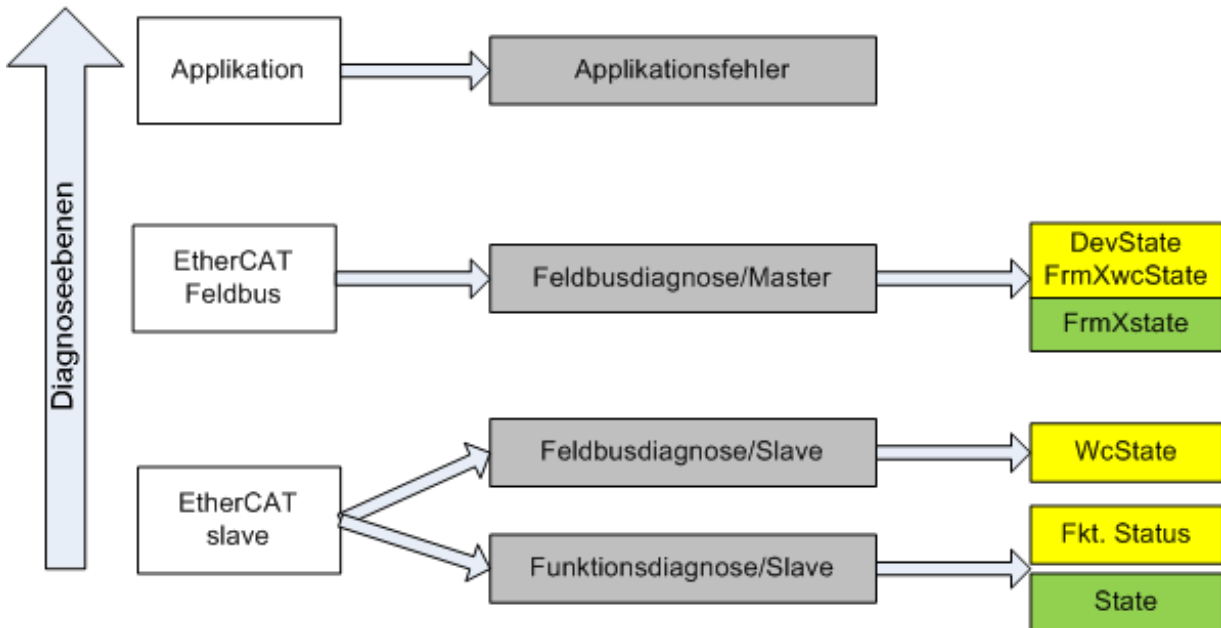 Diagnoseebenen
Applikation
Applikationsfehler
EtherCAT
Feldbus
Feldbusdiagnose/Master
DevState
FrmXwcState
FrmXstate
EtherCAT
slave
Feldbusdiagnose/Slave
WcState
Funktionsdiagnose/Slave
Fkt. Status
State